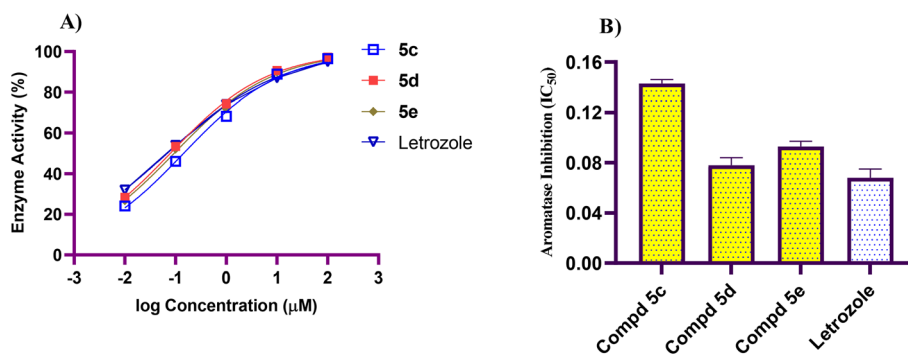 A)
Enzyme Activity (%)
100
80
60
40
20
0
-3
-2
-1
0
1
2
3
log Concentration (μM)
5c
5d
5e
Letrozole
B)
Aromatase Inhibition (IC50)
0.16
0.12
0.08
0.04
0.00
Compd 5c
Compd 5d
Compd 5e
Letrozole